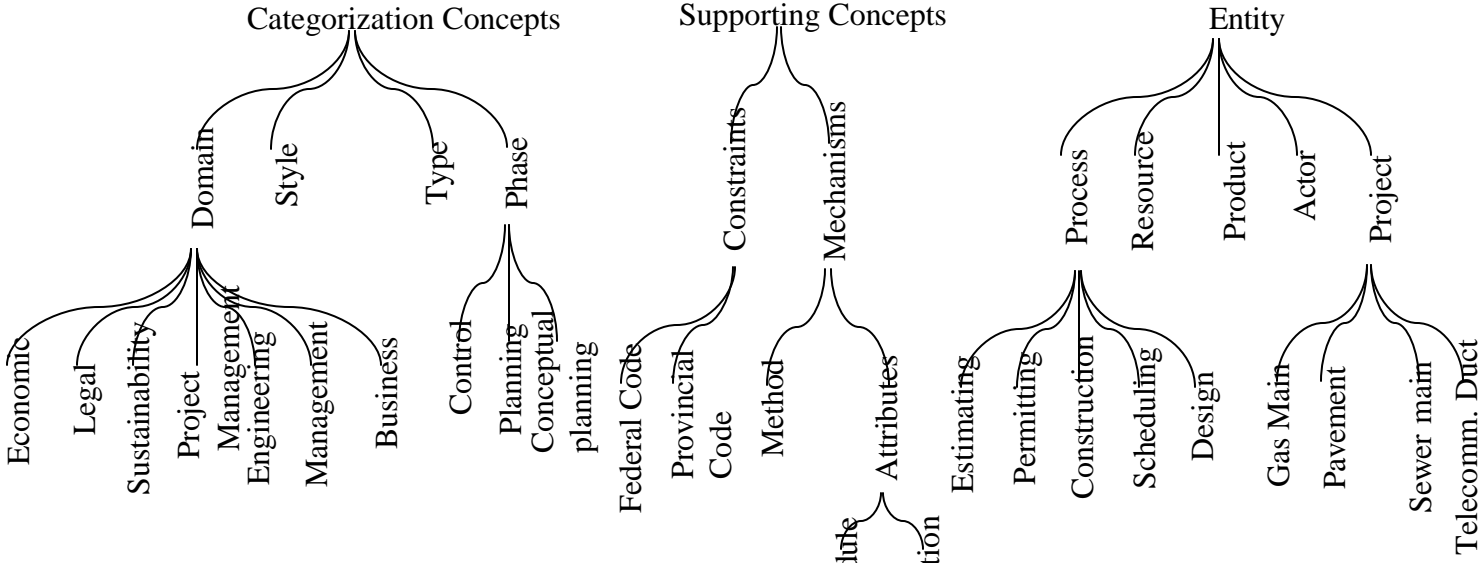 Categorization Concepts
Supporting Concepts
Entity
Domain
Style
Type
Phase
Constraints
Mechanisms
Process
Resource
Product
Actor
Project
Economic
Legal
Sustainability
Project
Management
Engineering
Management
Business
Control
Planning
Conceptual
planning
Federal Code
Provincial
Code
Method
Attributes
Estimating
Permitting
Construction
Scheduling
Design
Gas Main
Pavement
Sewer main
Telecomm. Duct